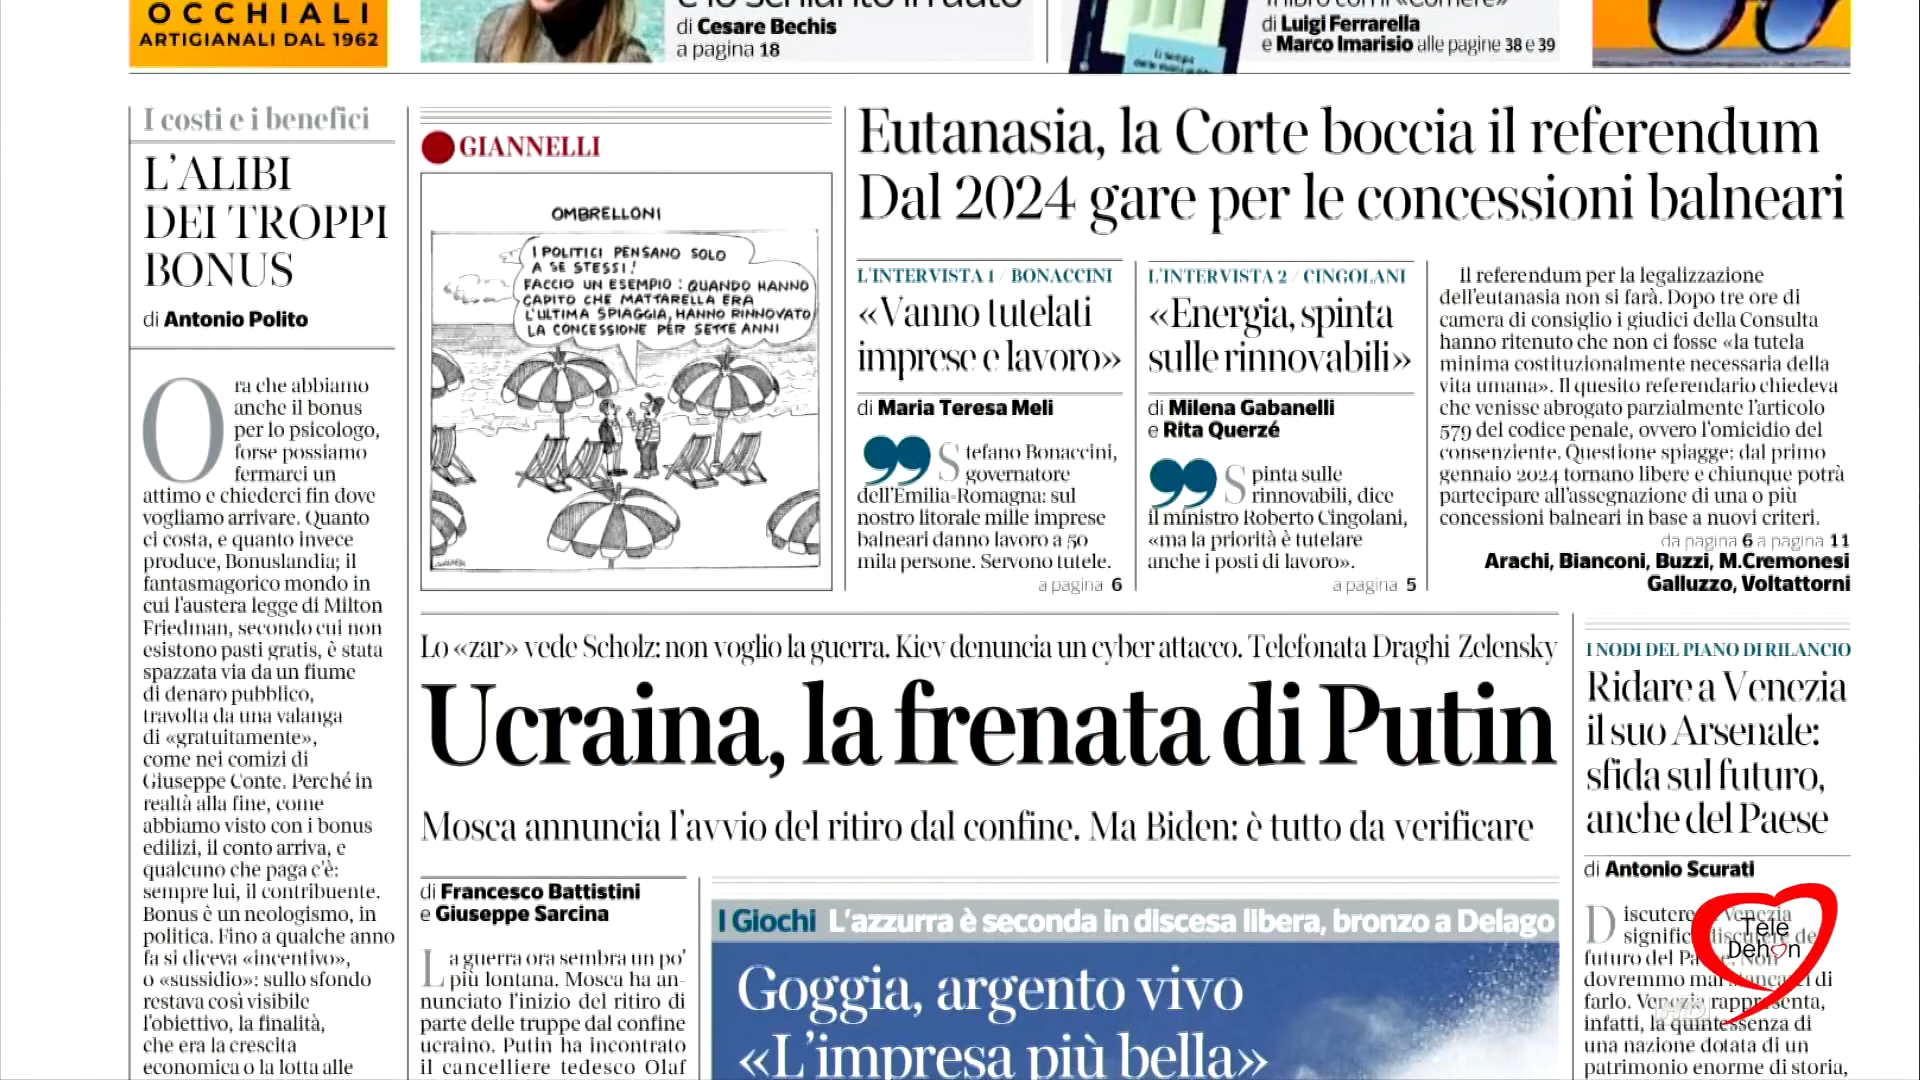 OCCHIALI
ARTIGIANALI DAL 1962
di Cesare Bechis
a pagina 18
di Luigi Ferrarella
e Marco Imarisio alle pagine 38 e 39
I costi e i benefici
L'ALIBI
DEI TROPPI
BONUS
di Antonio Polito
Ora che abbiamo
anche il bonus
per lo psicologo,
forse possiamo
fermarci un
attimo e chiederci fin dove
vogliamo arrivare. Quanto
ci costa, e quanto invece
produce, Bonuslandia; il
fantasmagorico mondo in
cui l'austera legge di Milton
Friedman, secondo cui non
esistono pasti gratis, è stata
spazzata via da un fiume
di denaro pubblico,
travolta da una valanga
di «gratuitamente»,
come nei comizi di
Giuseppe Conte. Perché in
realtà alla fine, come
abbiamo visto con i bonus
edilizi, il conto arriva, e
qualcuno che paga c'è:
sempre lui, il contribuente.
Bonus è un neologismo, in
politica. Fino a qualche anno
fa si diceva «incentivo»,
o «sussidio»: sullo sfondo
restava così visibile
l'obiettivo, la finalità,
che era la crescita
economica o la lotta alle
GIANNELLI
OMBRELLONI
I POLITICI PENSANO SOLO
A SE STESSI!
FACCIO UN ESEMPIO: QUANDO HANNO
CAPITO CHE MATTARELLA ERA
L'ULTIMA SPIAGGIA, HANNO RINNOVATO
LA CONCESSIONE PER SETTE ANNI
Eutanasia, la Corte boccia il referendum
Dal 2024 gare per le concessioni balneari
L'INTERVISTA 1 / BONACCINI
«Vanno tutelati
imprese e lavoro»
di Maria Teresa Meli
Stefano Bonaccini,
governatore
dell'Emilia-Romagna: sul
nostro litorale mille imprese
balneari danno lavoro a 50
mila persone. Servono tutele.
a pagina 6
L'INTERVISTA 2 / CINGOLANI
«Energia, spinta
sulle rinnovabili»
di Milena Gabanelli
e Rita Querzé
Spinta sulle
rinnovabili, dice
il ministro Roberto Cingolani,
«ma la priorità è tutelare
anche i posti di lavoro».
a pagina 5
Il referendum per la legalizzazione
dell'eutanasia non si farà. Dopo tre ore di
camera di consiglio i giudici della Consulta
hanno ritenuto che non ci fosse «la tutela
minima costituzionalmente necessaria della
vita umana». Il quesito referendario chiedeva
che venisse abrogato parzialmente l'articolo
579 del codice penale, ovvero l'omicidio del
consenziente. Questione spiagge: dal primo
gennaio 2024 tornano libere e chiunque potrà
partecipare all'assegnazione di una o più
concessioni balneari in base a nuovi criteri.
da pagina 6 a pagina 11
Arachi, Bianconi, Buzzi, M.Cremonesi
Galluzzo, Voltattorni
Lo «zar» vede Scholz: non voglio la guerra. Kiev denuncia un cyber attacco. Telefonata Draghi Zelensky
Ucraina, la frenata di Putin
Mosca annuncia l'avvio del ritiro dal confine. Ma Biden: è tutto da verificare
di Francesco Battistini
e Giuseppe Sarcina
La guerra ora sembra un po'
più lontana. Mosca ha an-
nunciato l'inizio del ritiro di
parte delle truppe dal confine
ucraino. Putin ha incontrato
il cancelliere tedesco Olaf
I Giochi L'azzurra è seconda in discesa libera, bronzo a Delago
Goggia, argento vivo
«L'impresa più bella»
I NODI DEL PIANO DI RILANCIO
Ridare a Venezia
il suo Arsenale:
sfida sul futuro,
anche del Paese
di Antonio Scurati
Discutere Venezia
signific discutere de
futuro del Pa Non
dovremmo mai stancarci di
farlo. Venezia rappresenta,
infatti, la quintessenza di
una nazione dotata di un
patrimonio enorme di storia,
Tele
Dehon
HD